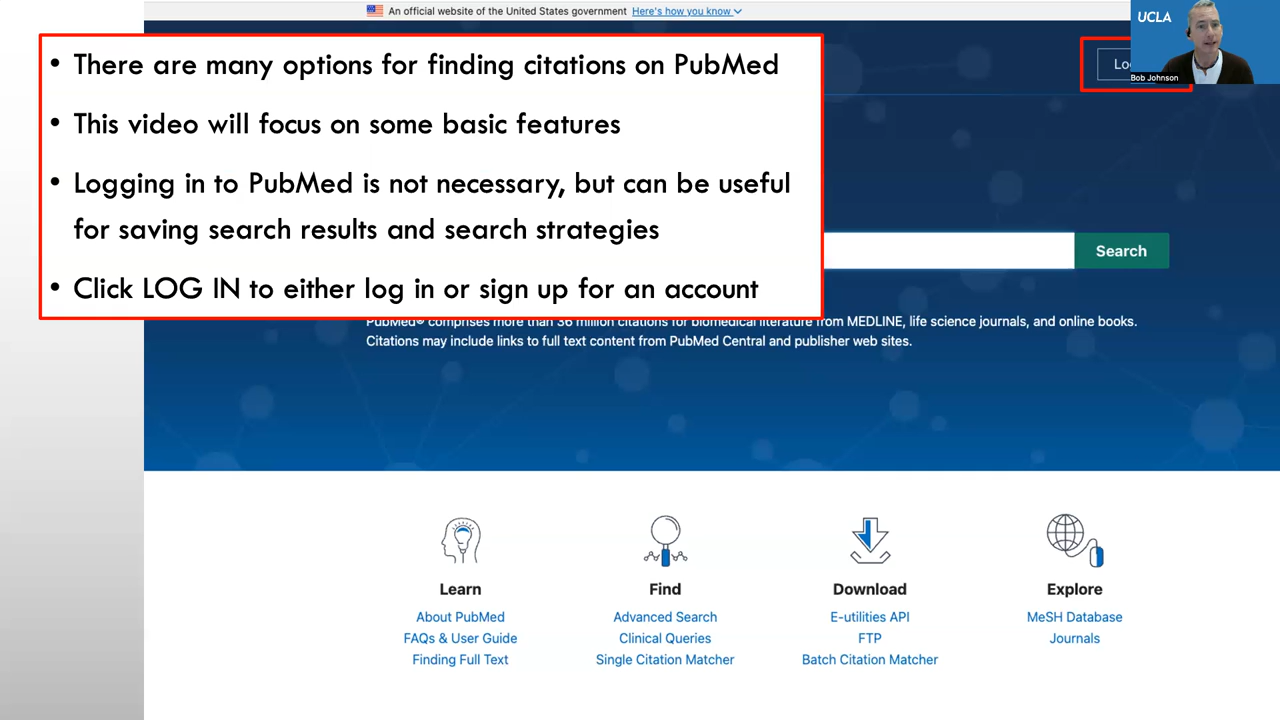 An official website of the United States government Here's how you know
UCLA
Bob Johnson
• There are many options for finding citations on PubMed
• This video will focus on some basic features
• Logging in to PubMed is not necessary, but can be useful
for saving search results and search strategies
• Click LOG IN to either log in or sign up for an account
Search
PubMed® comprises more than 36 million citations for biomedical literature from MEDLINE, life science journals, and online books.
Citations may include links to full text content from PubMed Central and publisher web sites.
Learn
About PubMed
FAQs & User Guide
Finding Full Text
Find
Advanced Search
Clinical Queries
Single Citation Matcher
Download
E-utilities API
FTP
Batch Citation Matcher
Explore
MeSH Database
Journals